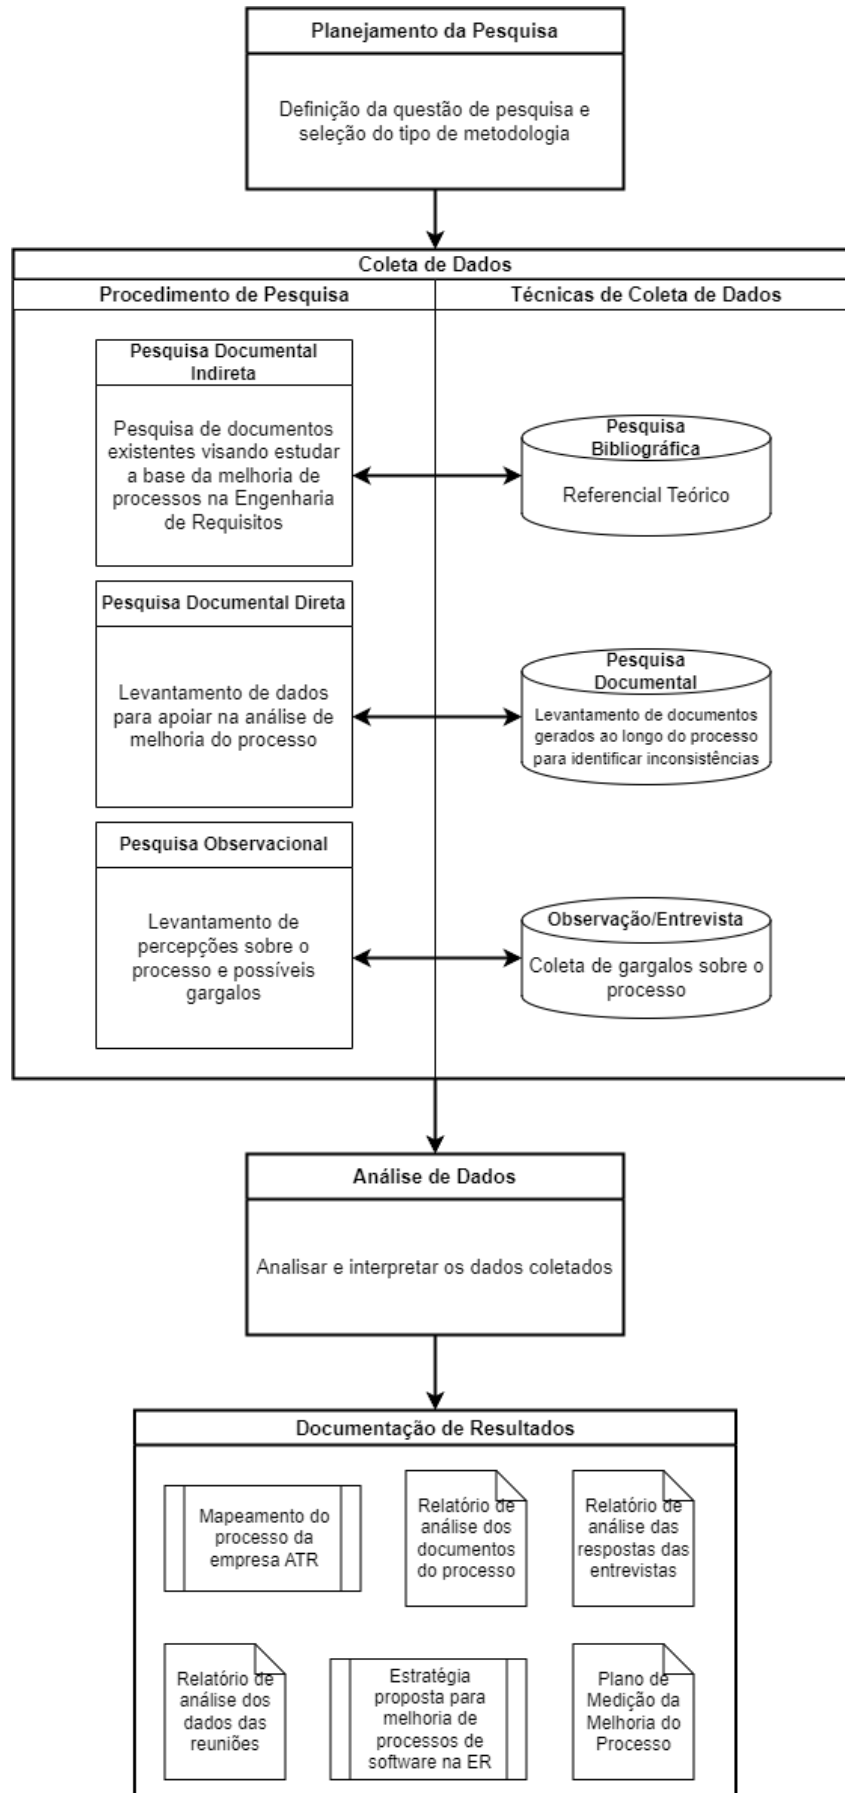 Planejamento da Pesquisa
Definição da questão de pesquisa e
seleção do tipo de metodologia
Coleta de Dados
Procedimento de Pesquisa
Técnicas de Coleta de Dados
Pesquisa Documental
Indireta
Pesquisa de documentos
existentes visando estudar
a base da melhoria de
processos na Engenharia
de Requisitos
Pesquisa
Bibliográfica
Referencial Teórico
Pesquisa Documental Direta
Levantamento de dados
para apoiar na análise de
melhoria do processo
Pesquisa
Documental
Levantamento de documentos
gerados ao longo do processo
para identificar inconsistências
Pesquisa Observacional
Levantamento de
percepções sobre o
processo e possíveis
gargalos
Observação/Entrevista
Coleta de gargalos sobre o
processo
Análise de Dados
Analisar e interpretar os dados coletados
Documentação de Resultados
Mapeamento do
processo da
empresa ATR
Relatório de
análise dos
documentos
do processo
Relatório de
análise das
respostas das
entrevistas
Relatório de
análise dos
dados das
reuniões
Estratégia
proposta para
melhoria de
processos de
software na ER
Plano de
Medição da
Melhoria do
Processo